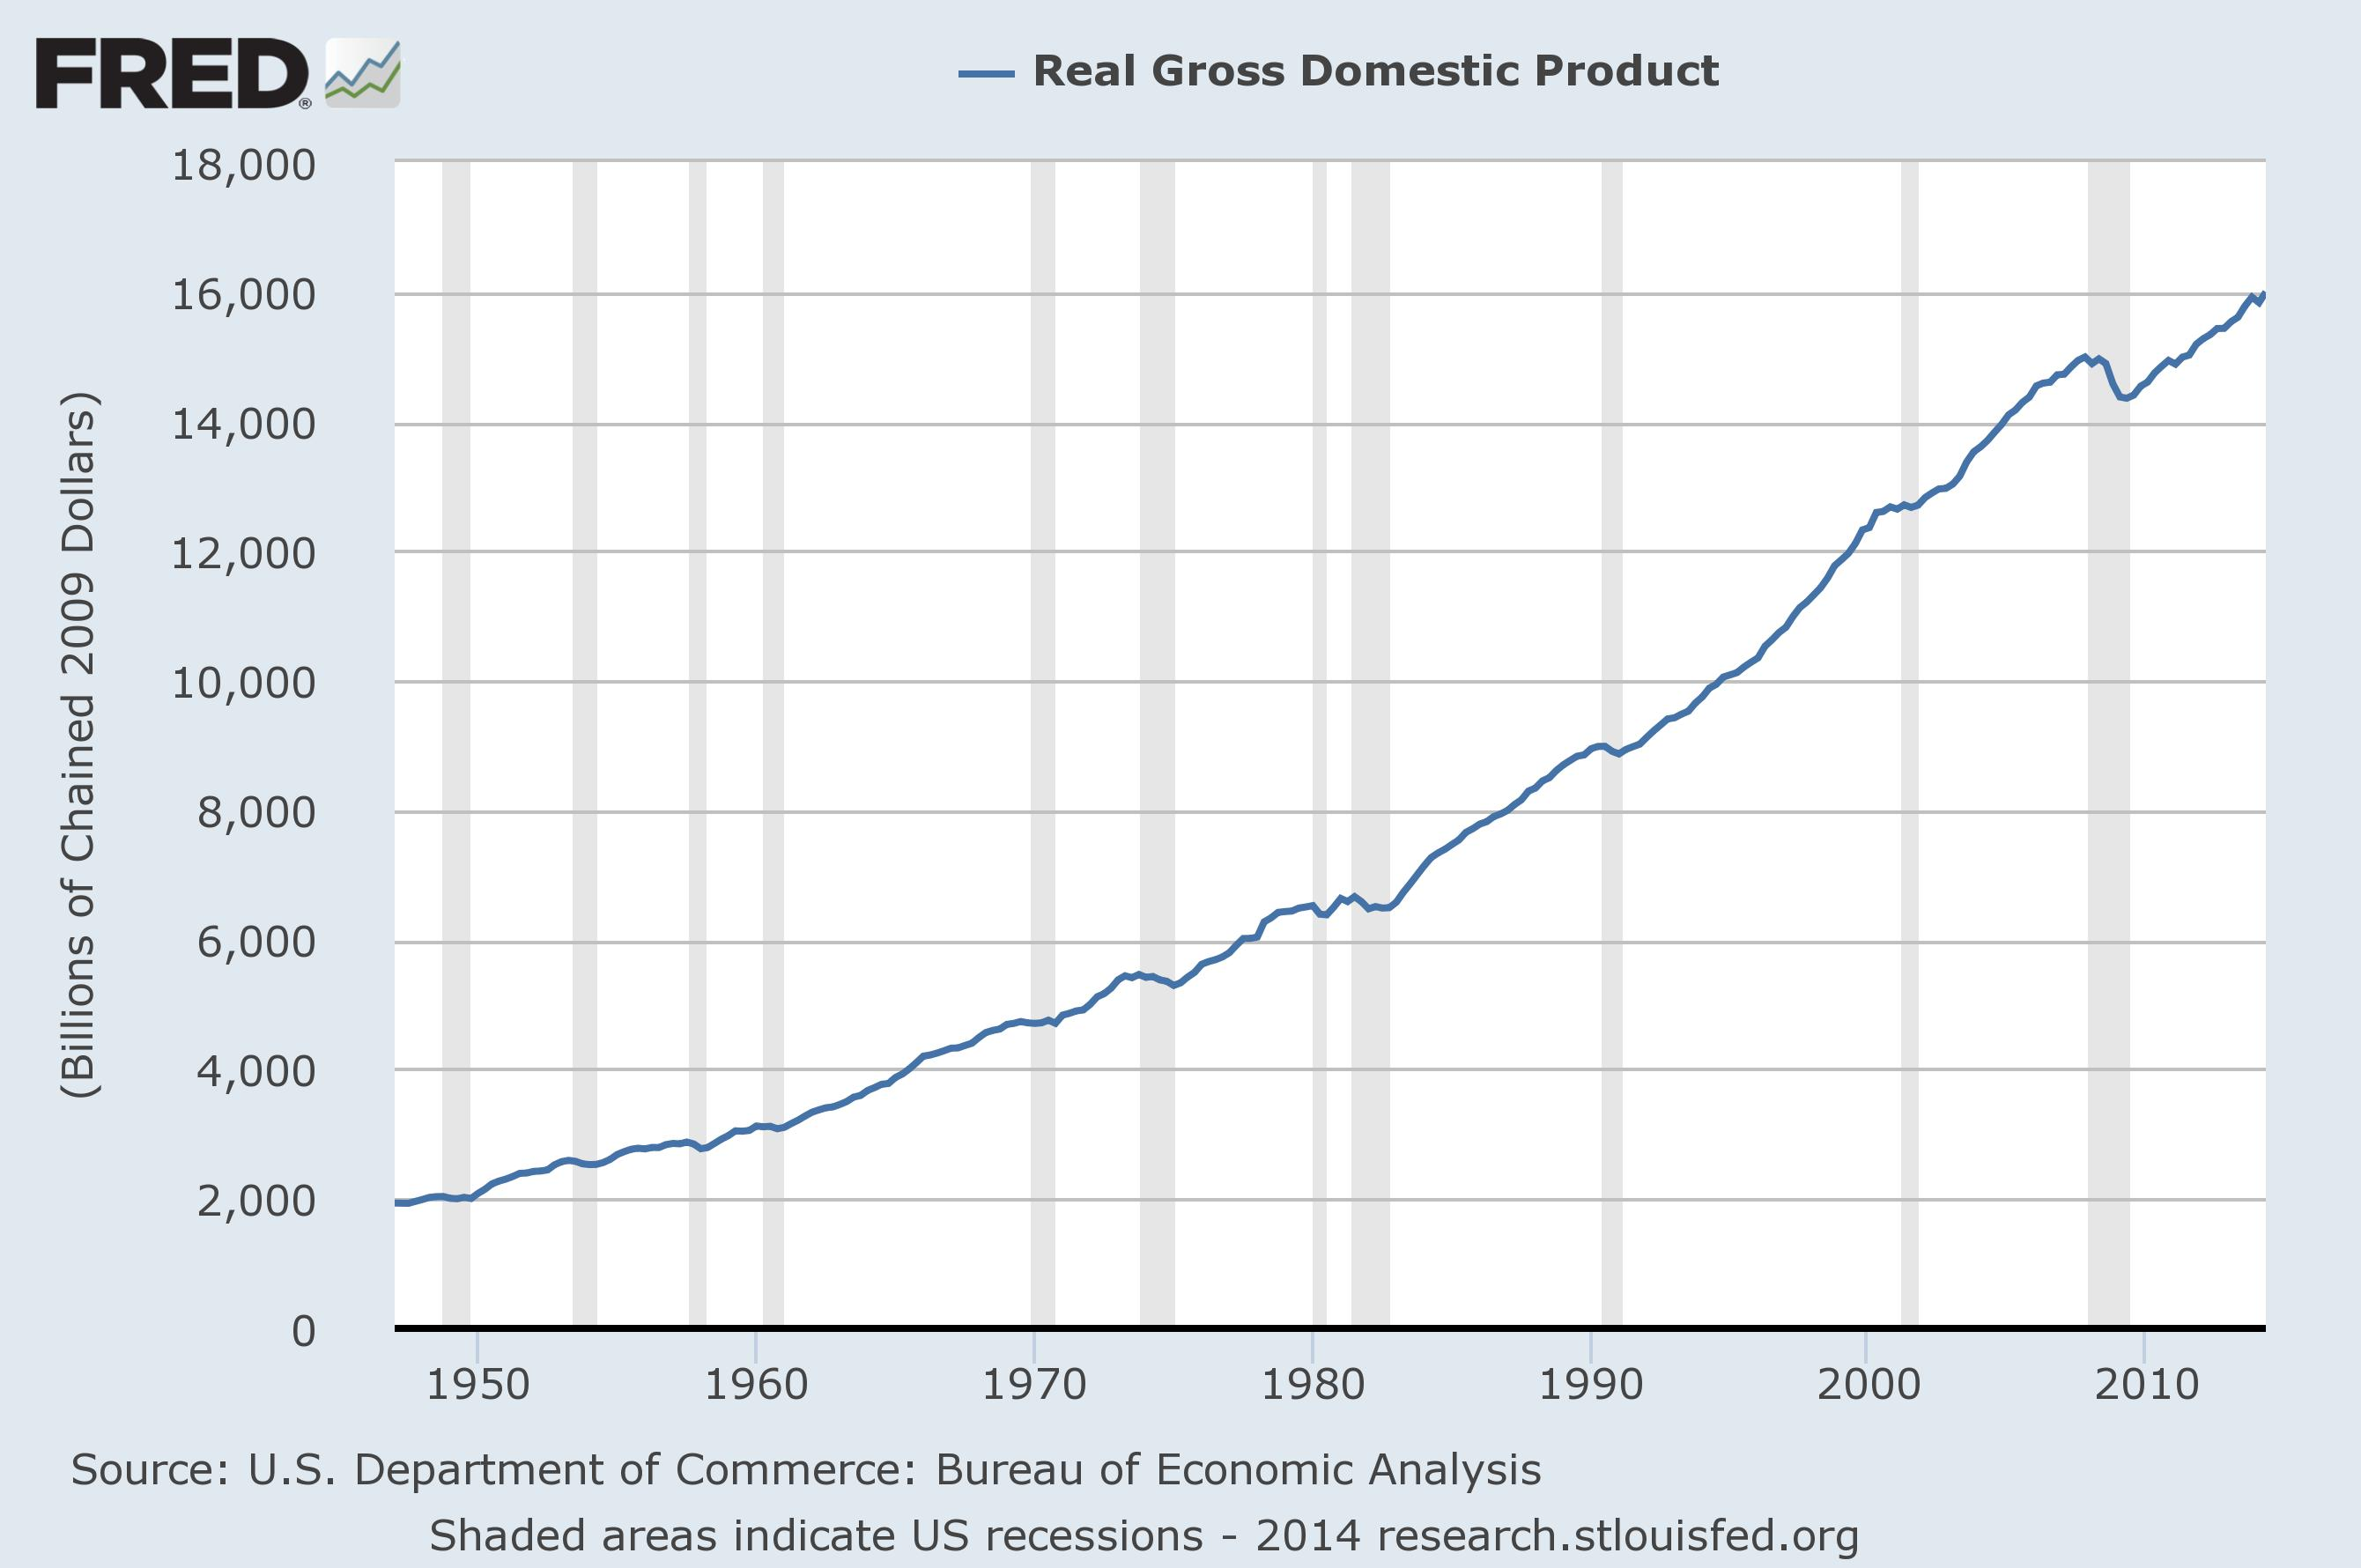 FRED®
Real Gross Domestic Product
18,000
16,000
14,000
12,000
10,000
8,000
6,000
4,000
2,000
0
(Billions of Chained 2009 Dollars)
1950 1960 1970 1980 1990 2000 2010
Source: U.S. Department of Commerce: Bureau of Economic Analysis
Shaded areas indicate US recessions - 2014 research.stlouisfed.org